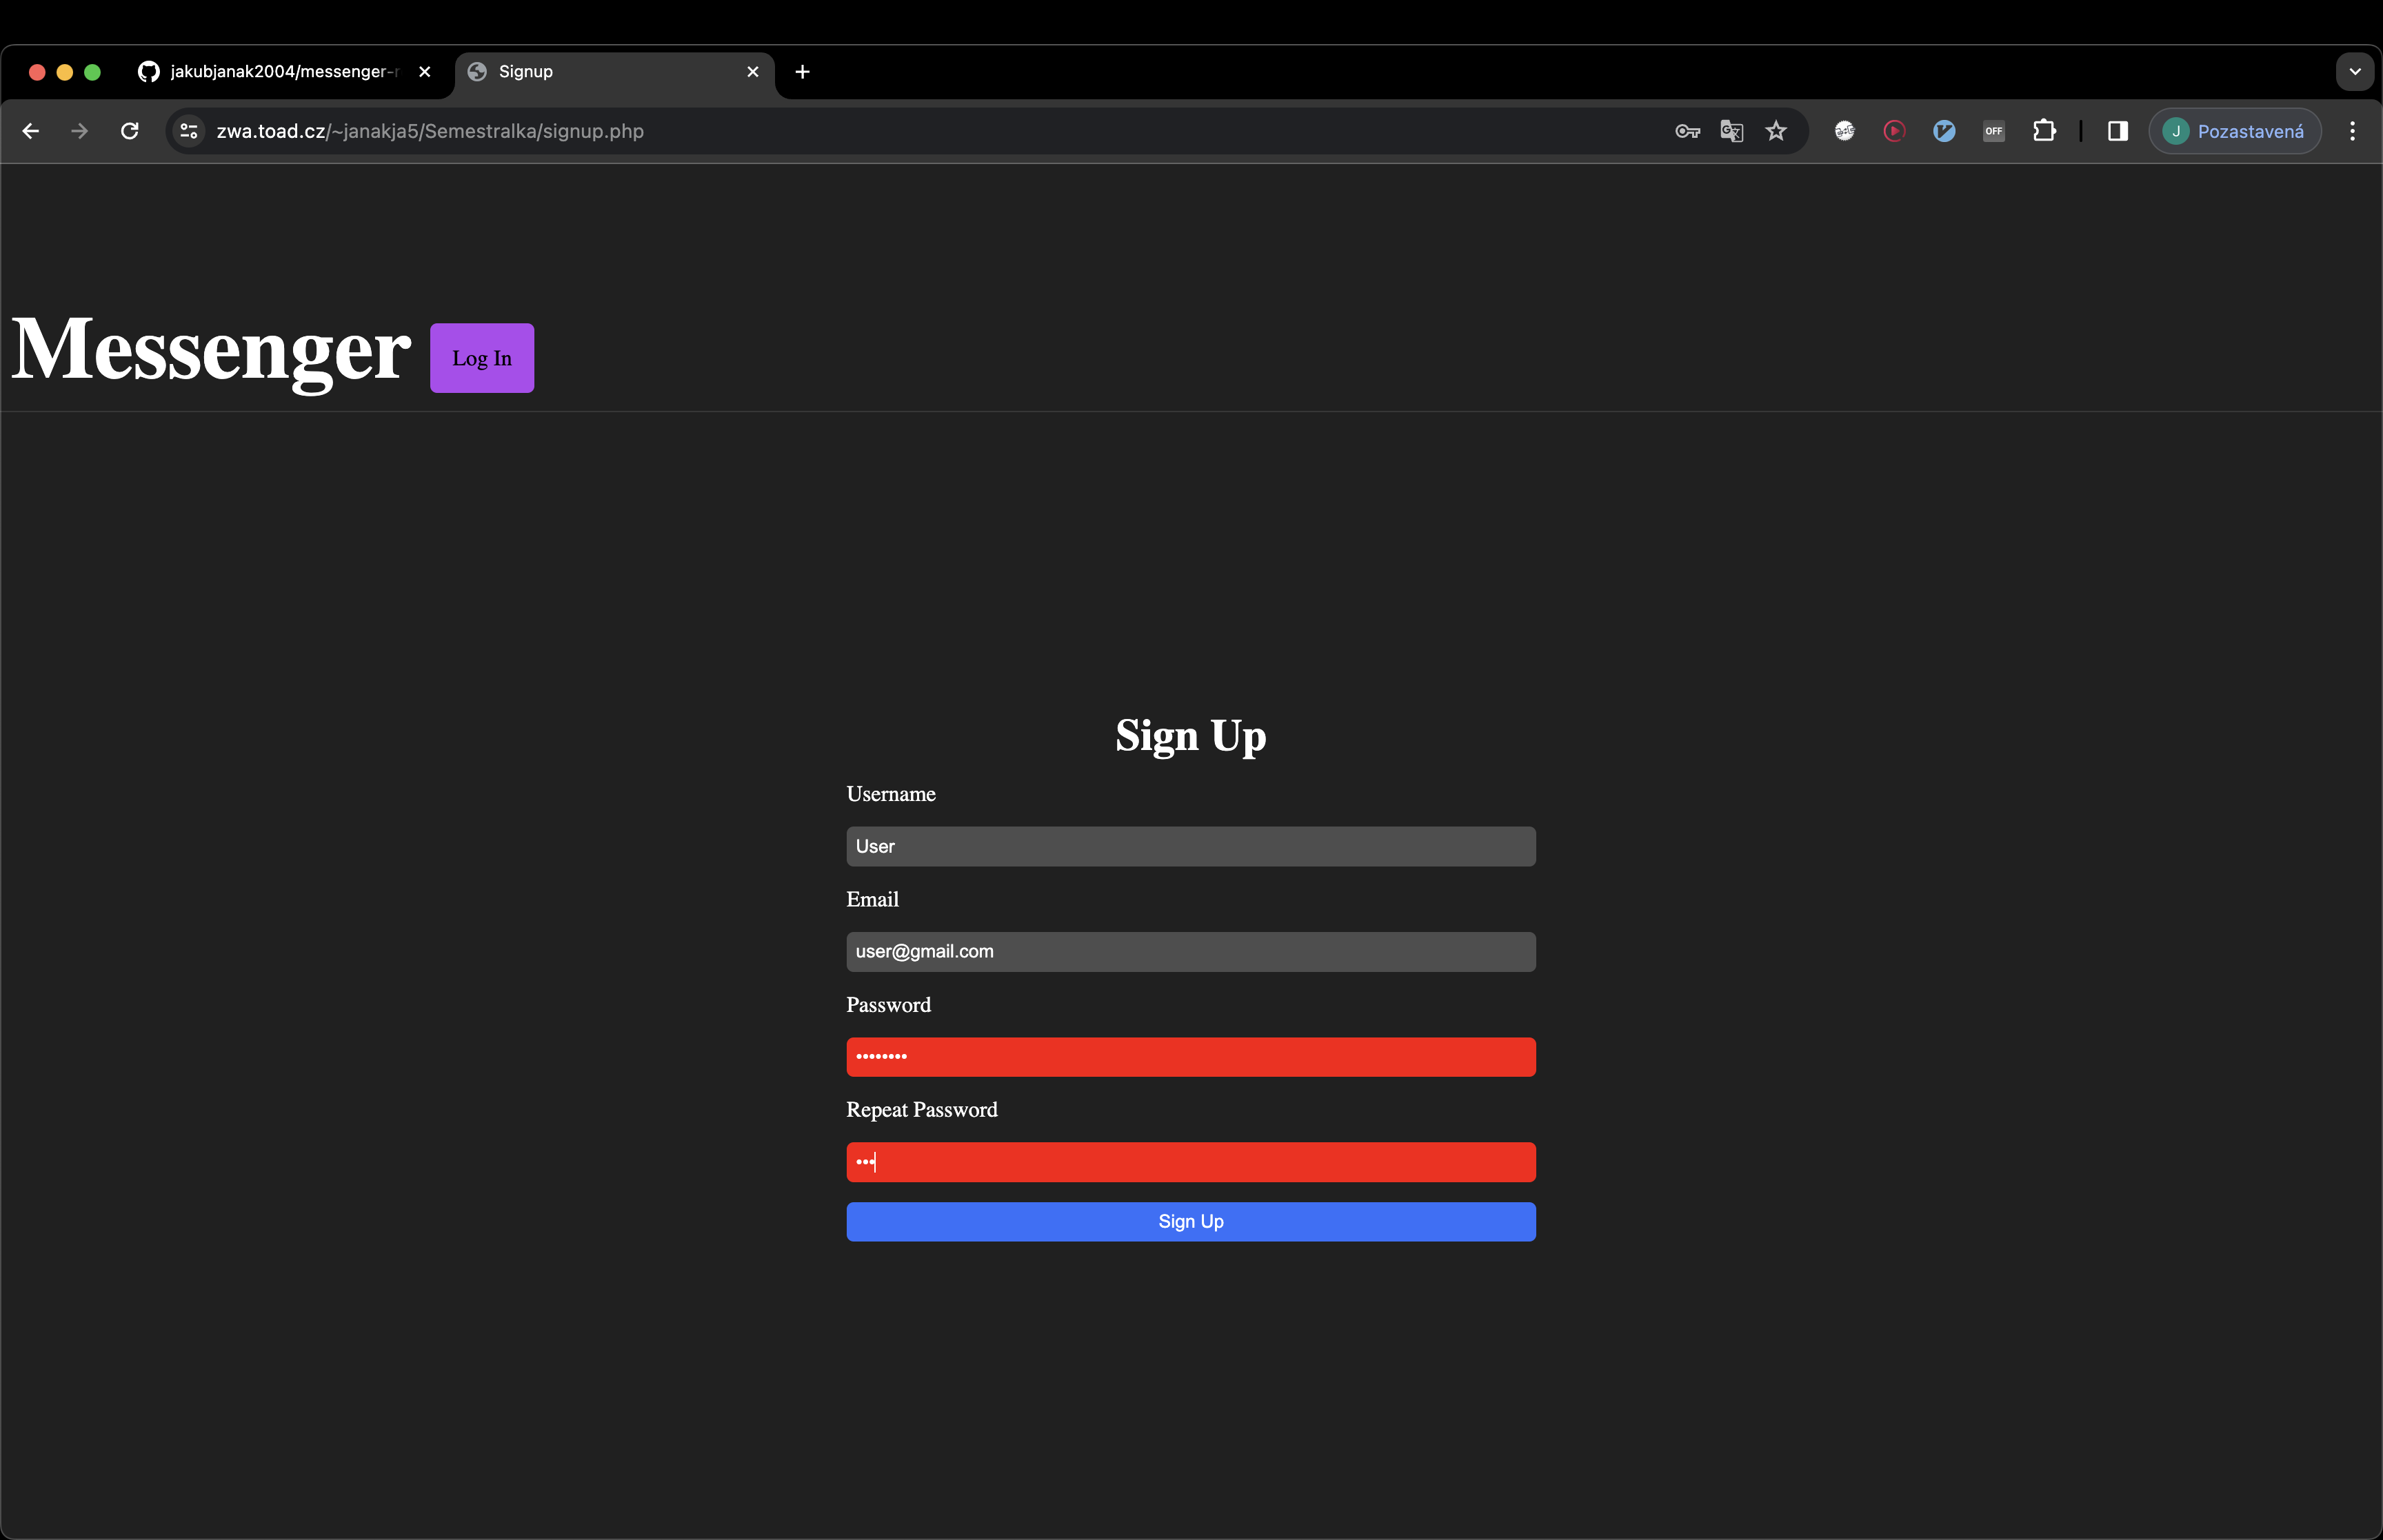 jakubjanak2004/messenger-r
Signup
zwa.toad.cz/~janakja5/Semestralka/signup.php
OFF
J
Pozastavená
Messenger
Log In
Sign Up
Username
User
Email
user@gmail.com
Password
••••••••
Repeat Password
•••
Sign Up